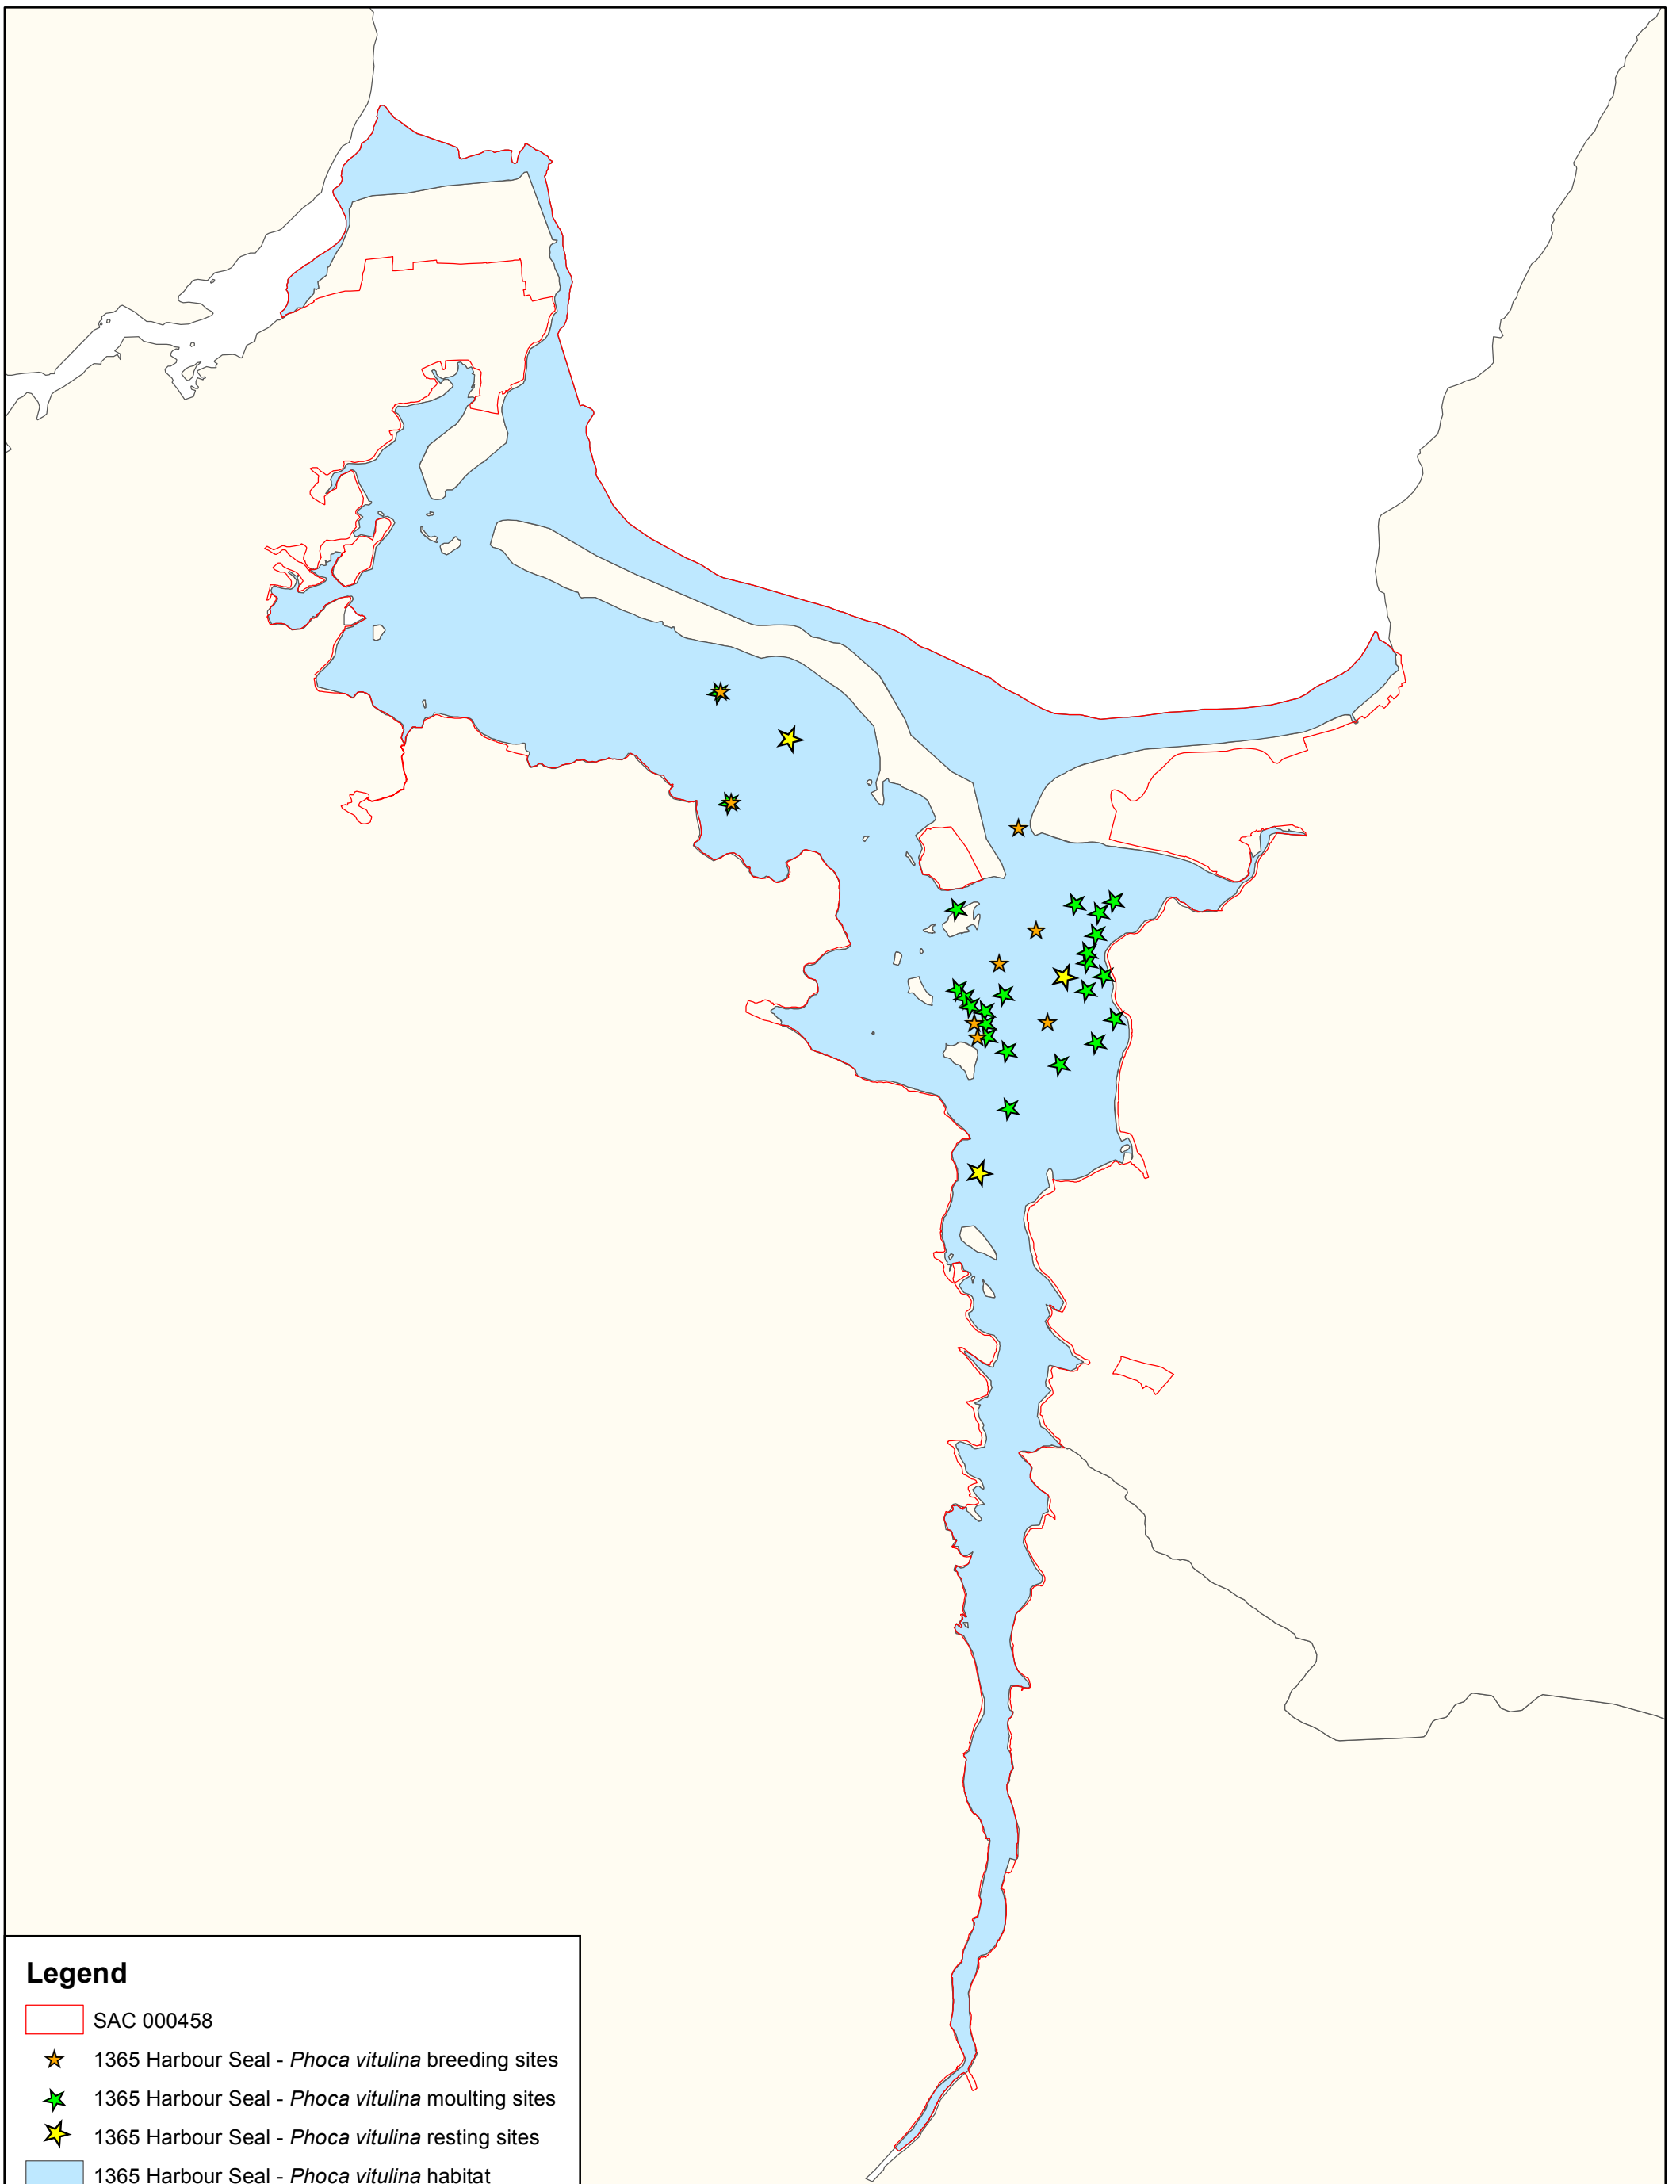 Legend
SAC 000458
1365 Harbour Seal - Phoca vitulina breeding sites
1365 Harbour Seal - Phoca vitulina moulting sites
1365 Harbour Seal - Phoca vitulina resting sites
1365 Harbour Seal - Phoca vitulina habitat